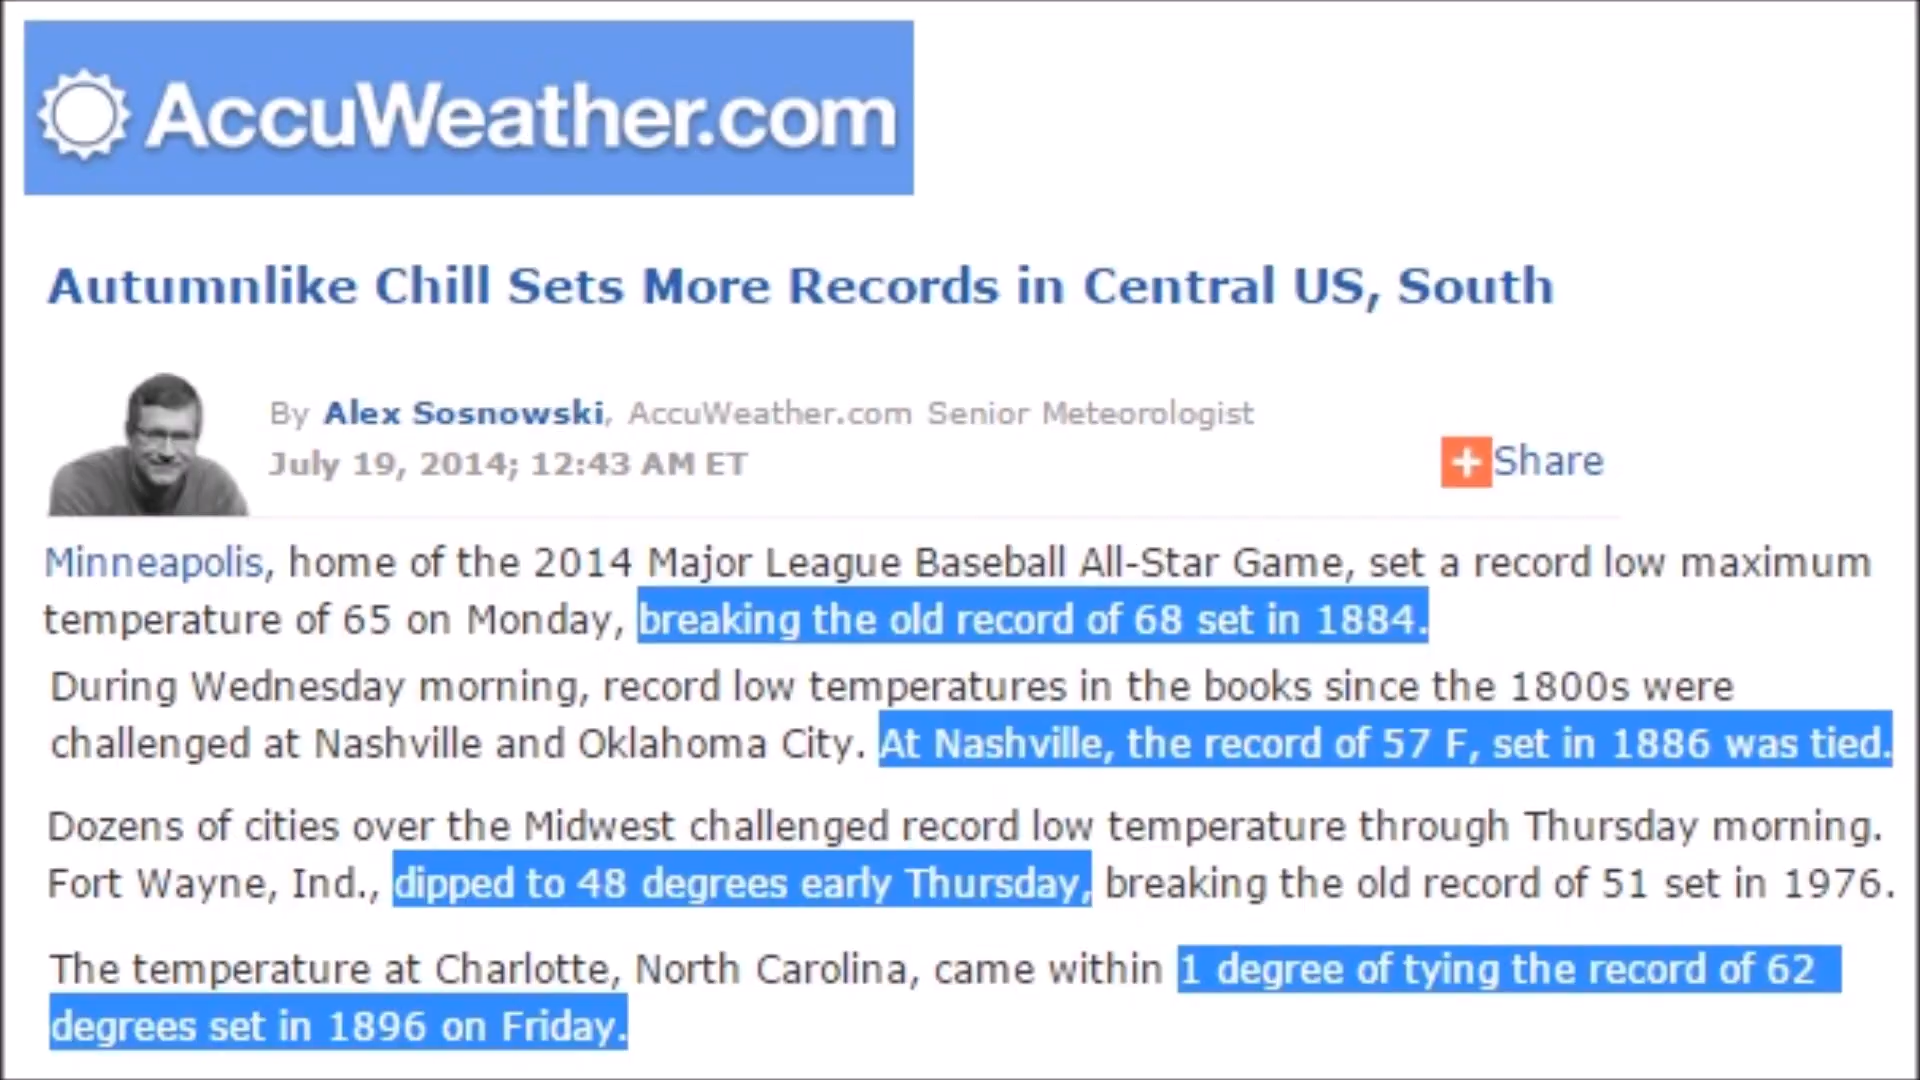 AccuWeather.com
Autumnlike Chill Sets More Records in Central US, South
By Alex Sosnowski, AccuWeather.com Senior Meteorologist
July 19, 2014; 12:43 AM ET
+Share
Minneapolis, home of the 2014 Major League Baseball All-Star Game, set a record low maximum
temperature of 65 on Monday, breaking the old record of 68 set in 1884.
During Wednesday morning, record low temperatures in the books since the 1800s were
challenged at Nashville and Oklahoma City. At Nashville, the record of 57 F, set in 1886 was tied.
Dozens of cities over the Midwest challenged record low temperature through Thursday morning.
Fort Wayne, Ind., dipped to 48 degrees early Thursday, breaking the old record of 51 set in 1976.
The temperature at Charlotte, North Carolina, came within 1 degree of tying the record of 62
degrees set in 1896 on Friday.